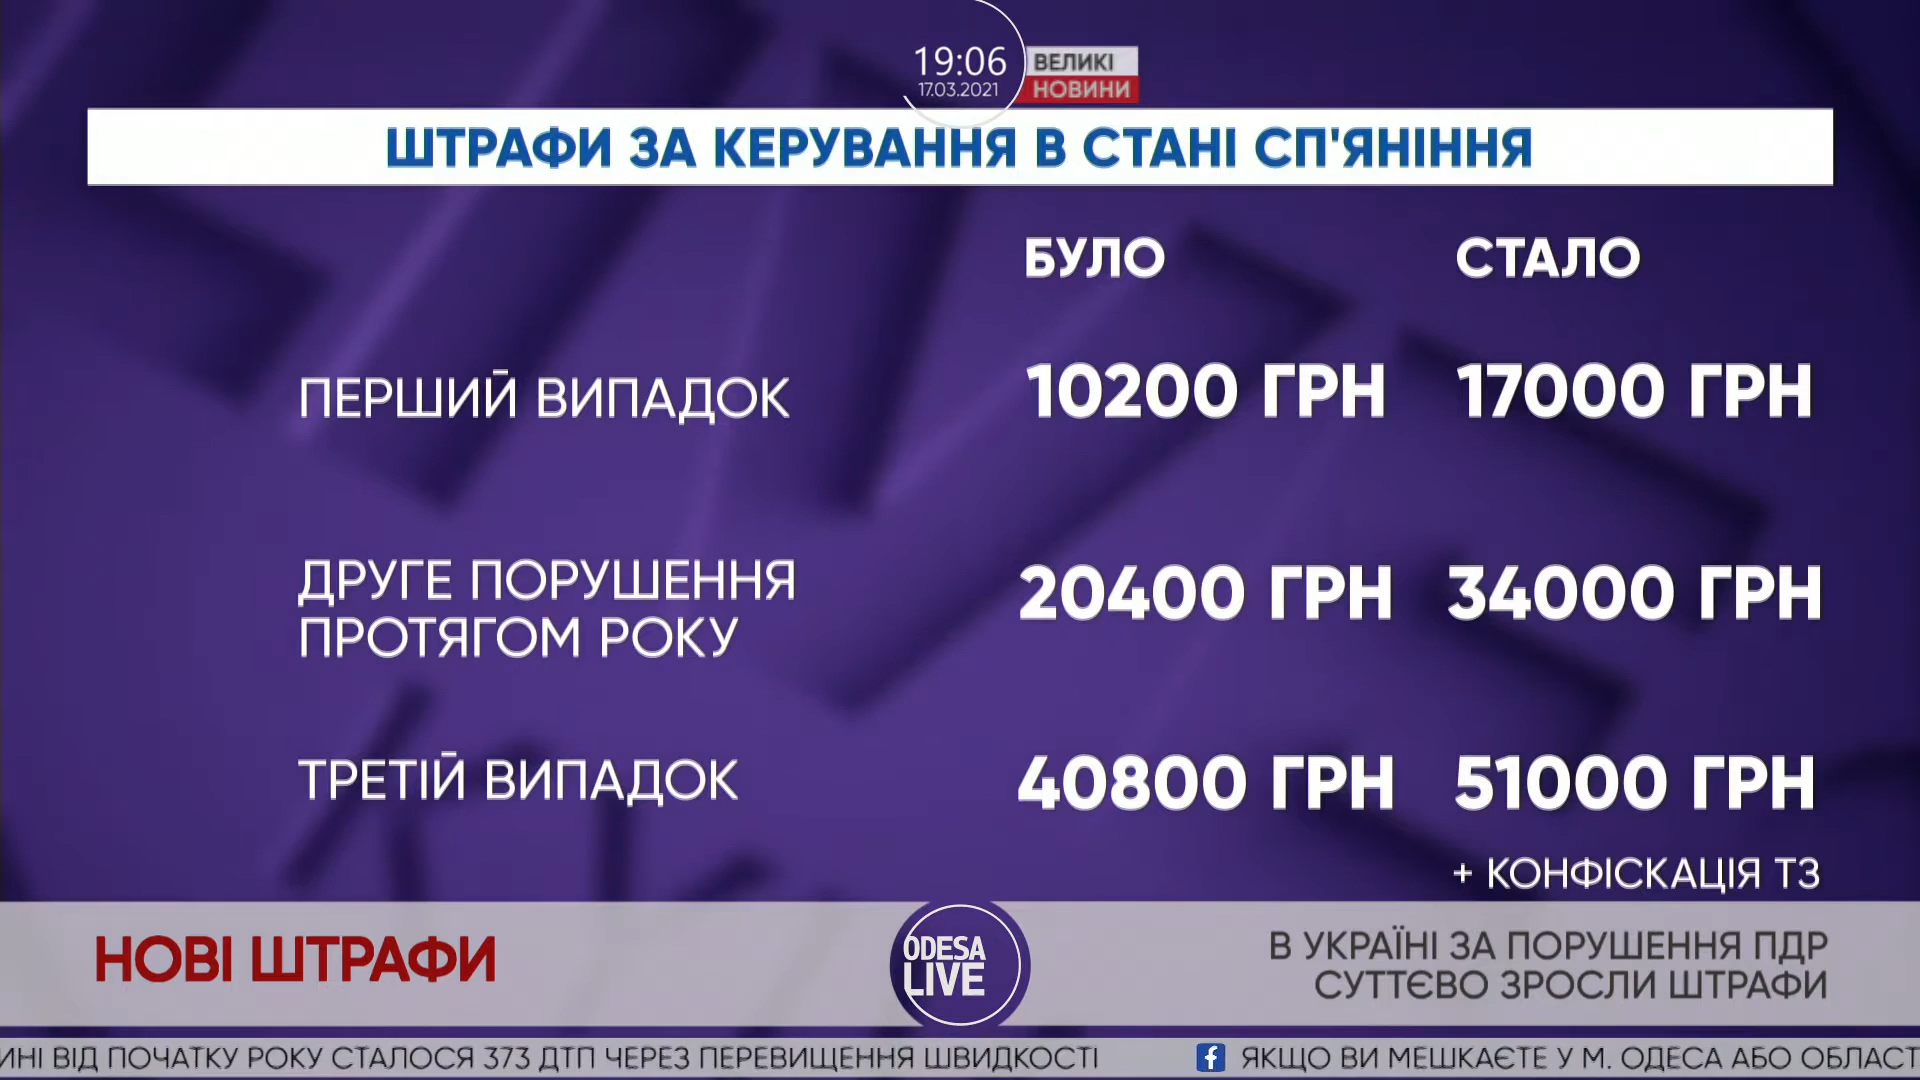 19:06
17.03.2021
ВЕЛИКІ
НОВИНИ
ШТРАФИ ЗА КЕРУВАННЯ В СТАНІ СП'ЯНІННЯ
БУЛО СТАЛО
ПЕРШИЙ ВИПАДОК 10200 ГРН 17000 ГРН
ДРУГЕ ПОРУШЕННЯ
ПРОТЯГОМ РОКУ 20400 ГРН 34000 ГРН
ТРЕТІЙ ВИПАДОК 40800 ГРН 51000 ГРН
+ КОНФІСКАЦІЯ ТЗ
НОВІ ШТРАФИ
ODESA
LIVE
В УКРАЇНІ ЗА ПОРУШЕННЯ ПДР
СУТТЄВО ЗРОСЛИ ШТРАФИ
ИНІ ВІД ПОЧАТКУ РОКУ СТАЛОСЯ 373 ДТП ЧЕРЕЗ ПЕРЕВИЩЕННЯ ШВИДКОСТІ ЯКЩО ВИ МЕШКАЄТЕ У М. ОДЕСА АБО ОБЛАСТ